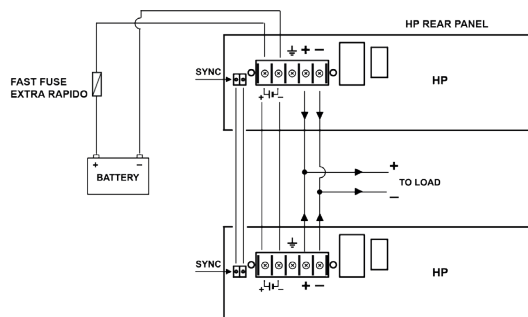 HP REAR PANEL
+ −
SYNC
HP
FAST FUSE
EXTRA RAPIDO
+ −
+ −
BATTERY
+
TO LOAD
−
SYNC
HP
+ − + −